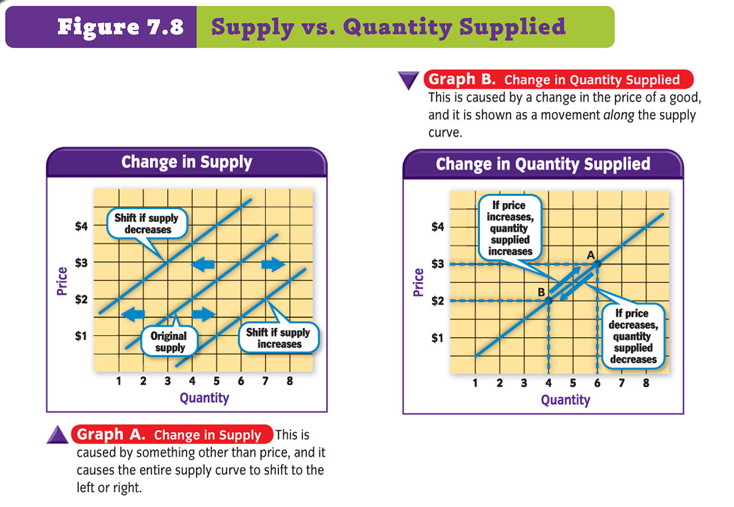 Figure 7.8 Supply vs. Quantity Supplied
Graph B. Change in Quantity Supplied
This is caused by a change in the price of a good,
and it is shown as a movement along the supply
curve.
Change in Supply
Price
$4
$3
$2
$1
Shift if supply
decreases
Original
supply
Shift if supply
increases
1 2 3 4 5 6 7 8
Quantity
Graph A. Change in Supply This is
caused by something other than price, and it
causes the entire supply curve to shift to the
left or right.
Change in Quantity Supplied
Price
$4
$3
$2
$1
If price
increases,
quantity
supplied
increases
A
B
If price
decreases,
quantity
supplied
decreases
1 2 3 4 5 6 7 8
Quantity